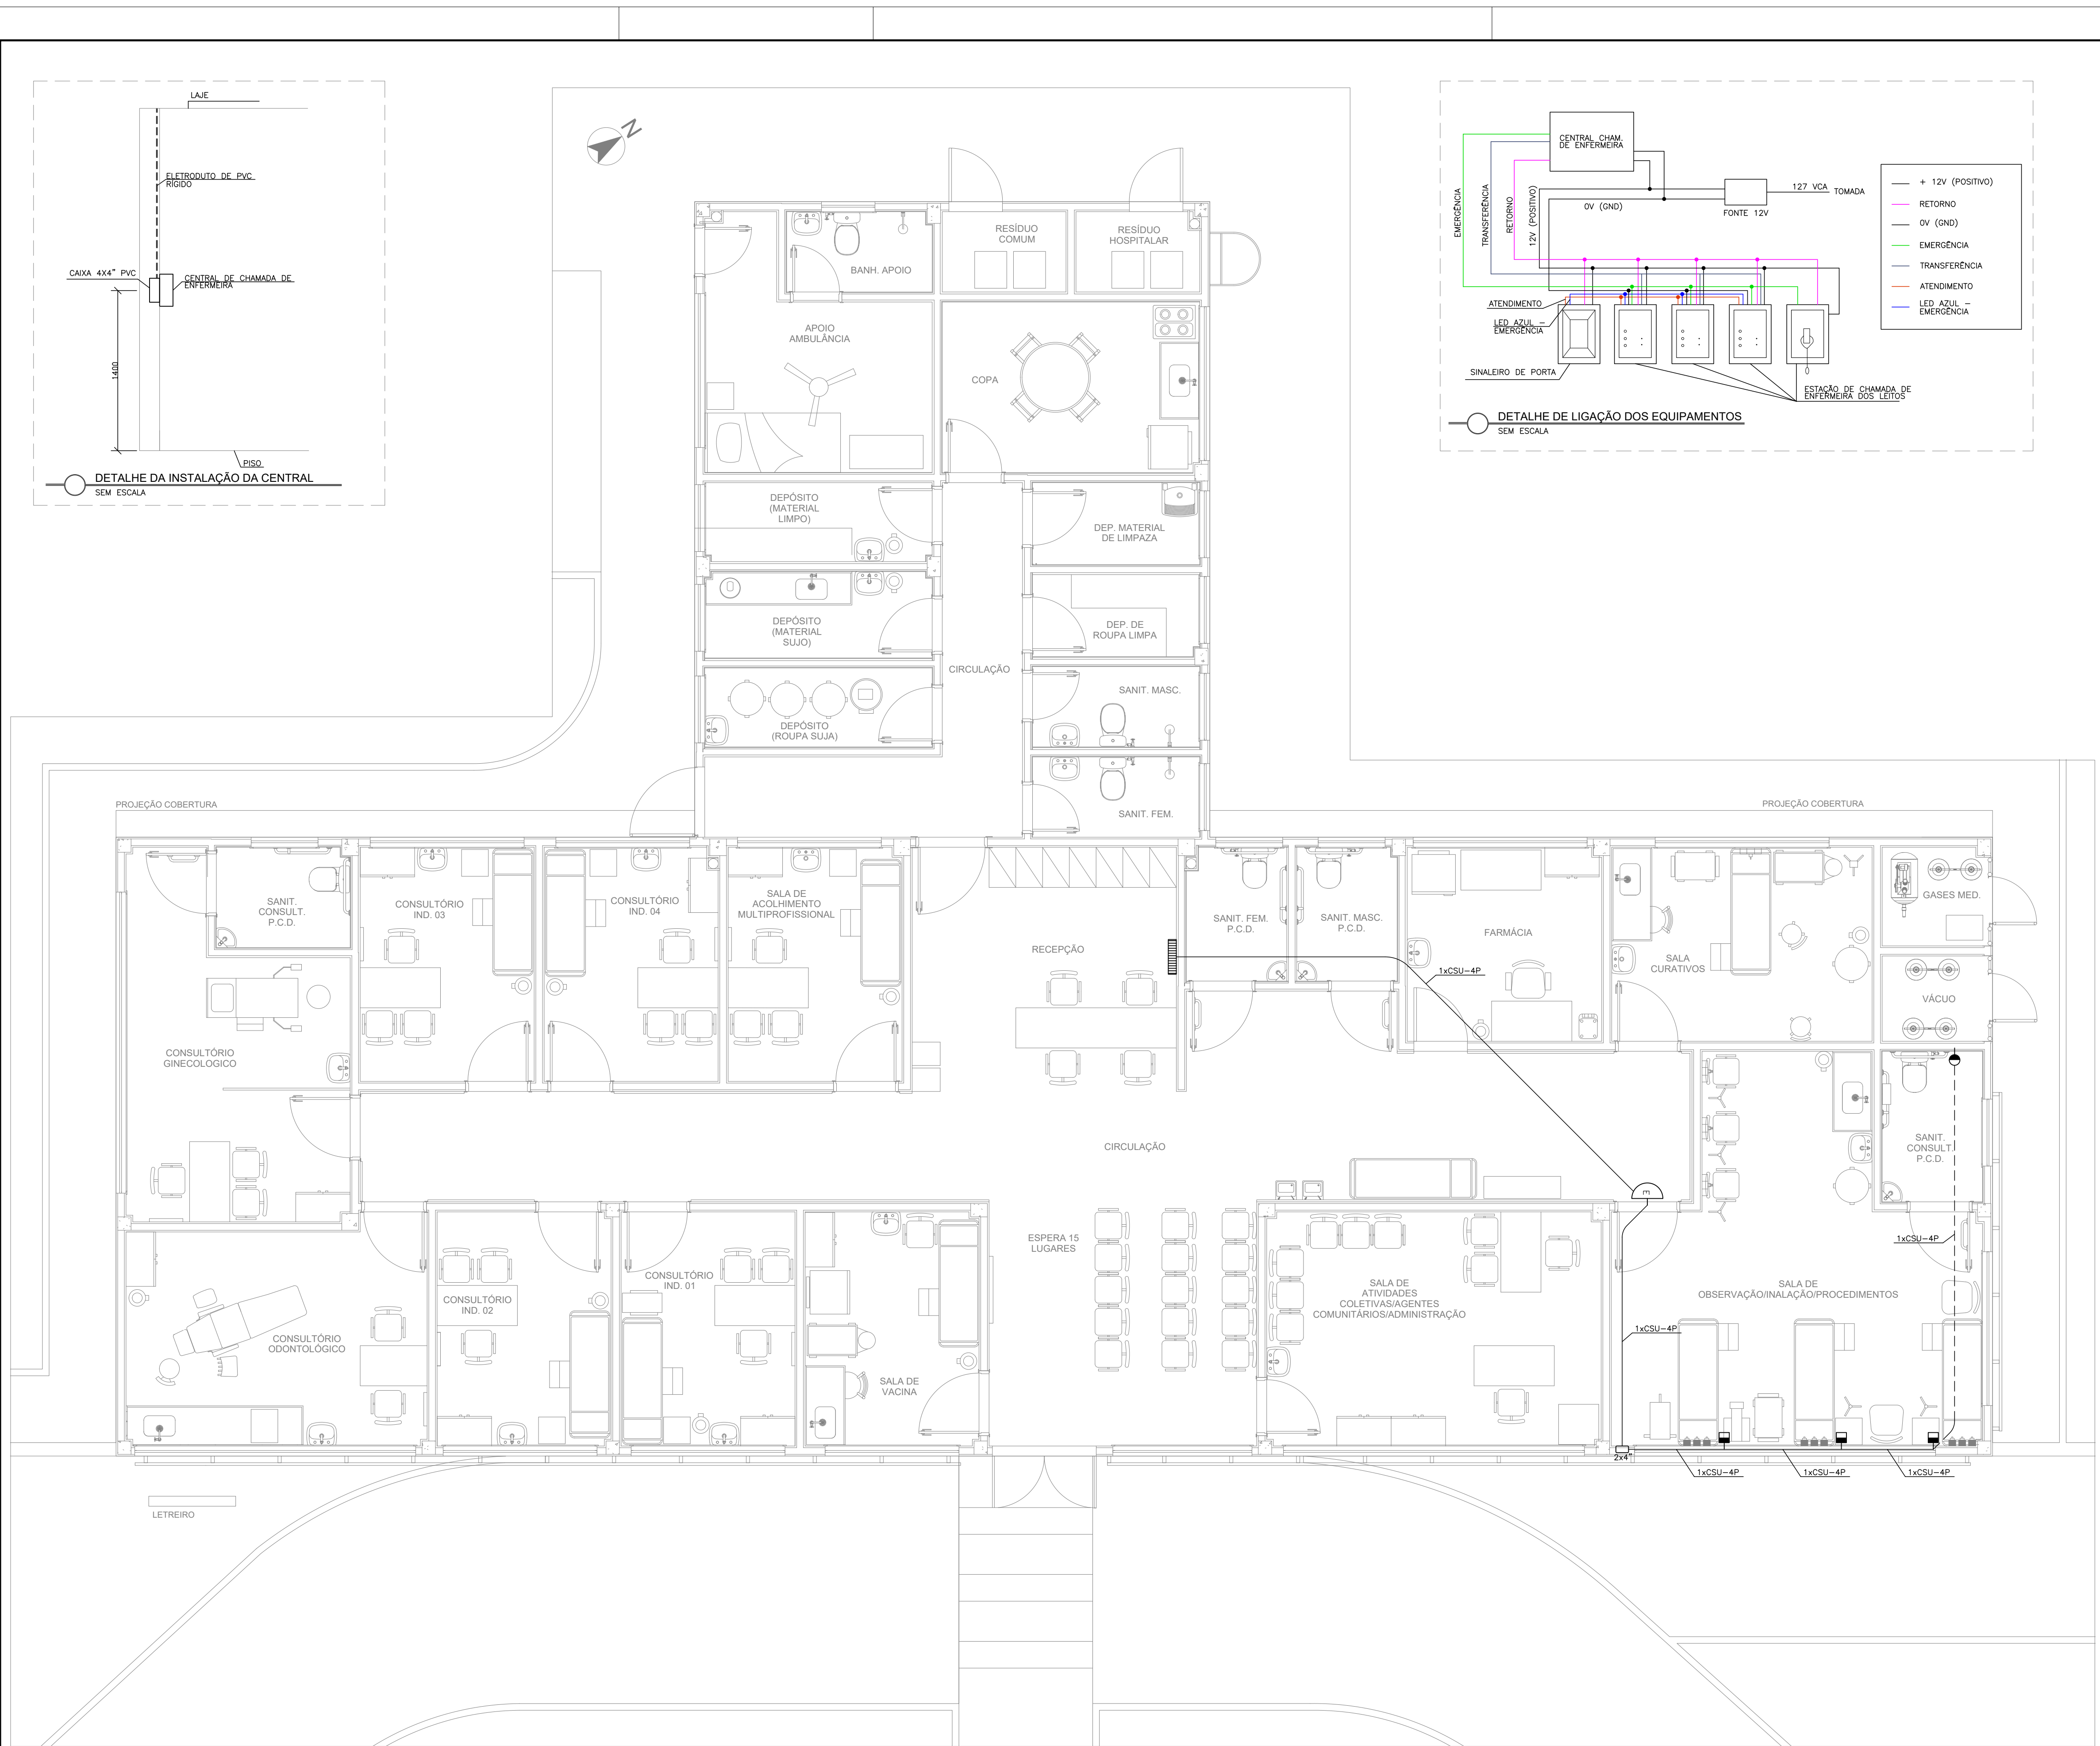 LAJE
ELETRODUTO DE PVC
RÍGIDO
CAIXA 4X4" PVC
CENTRAL DE CHAMADA DE
ENFERMEIRA
1400
PISO
DETALHE DA INSTALAÇÃO DA CENTRAL
SEM ESCALA
N
CENTRAL CHAM.
DE ENFERMEIRA
EMERGÊNCIA
TRANSFERÊNCIA
RETORNO
12V (POSITIVO)
0V (GND)
FONTE 12V
127 VCA
TOMADA
ATENDIMENTO
LED AZUL –
EMERGÊNCIA
SINALEIRO DE PORTA
ESTAÇÃO DE CHAMADA DE
ENFERMEIRA DOS LEITOS
DETALHE DE LIGAÇÃO DOS EQUIPAMENTOS
SEM ESCALA
+ 12V (POSITIVO)
RETORNO
0V (GND)
EMERGÊNCIA
TRANSFERÊNCIA
ATENDIMENTO
LED AZUL –
EMERGÊNCIA
BANH. APOIO
RESÍDUO
COMUM
RESÍDUO
HOSPITALAR
APOIO
AMBULÂNCIA
COPA
DEPÓSITO
(MATERIAL
LIMPO)
DEP. MATERIAL
DE LIMPAZA
DEPÓSITO
(MATERIAL
SUJO)
DEP. DE
ROUPA LIMPA
CIRCULAÇÃO
SANIT. MASC.
DEPÓSITO
(ROUPA SUJA)
SANIT. FEM.
PROJEÇÃO COBERTURA
PROJEÇÃO COBERTURA
SANIT.
CONSULT.
P.C.D.
CONSULTÓRIO
IND. 03
CONSULTÓRIO
IND. 04
SALA DE
ACOLHIMENTO
MULTIPROFISSIONAL
RECEPÇÃO
SANIT. FEM.
P.C.D.
SANIT. MASC.
P.C.D.
FARMÁCIA
SALA
CURATIVOS
GASES MED.
VÁCUO
1xCSU–4P
CONSULTÓRIO
GINECOLOGICO
CIRCULAÇÃO
SANIT.
CONSULT.
P.C.D.
E
1xCSU–4P
ESPERA 15
LUGARES
CONSULTÓRIO
ODONTOLÓGICO
CONSULTÓRIO
IND. 02
CONSULTÓRIO
IND. 01
SALA DE
VACINA
SALA DE
ATIVIDADES
COLETIVAS/AGENTES
COMUNITÁRIOS/ADMINISTRAÇÃO
SALA DE
OBSERVAÇÃO/INALAÇÃO/PROCEDIMENTOS
1xCSU–4P
2x4"
1xCSU–4P
1xCSU–4P
1xCSU–4P
LETREIRO